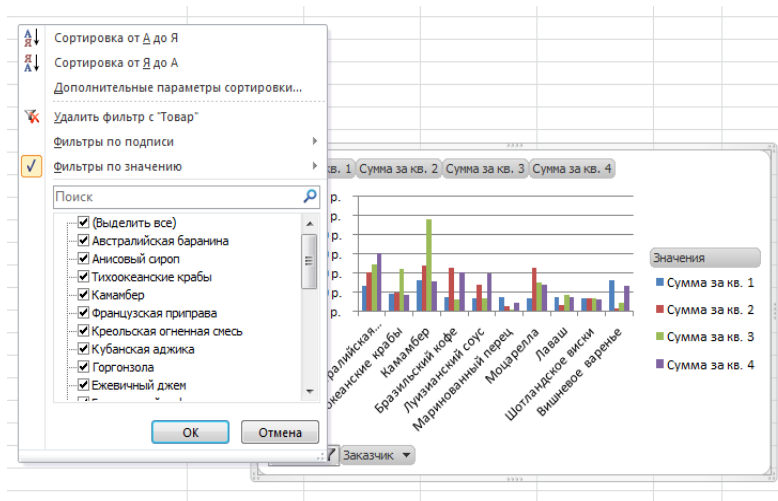 Сортировка от А до Я
Сортировка от Я до А
Дополнительные параметры сортировки...
Удалить фильтр с "Товар"
Фильтры по подписи
Фильтры по значению
Поиск
(Выделить все)
Австралийская баранина
Анисовый сироп
Тихоокеанские крабы
Камамбер
Французская приправа
Креольская огненная смесь
Кубанская аджика
Горгонзола
Ежевичный джем
ОК Отмена
кв. 1 Сумма за кв. 2 Сумма за кв. 3 Сумма за кв. 4
р.
р.
р.
р.
р.
р.
р.
Камамбер
Бразильский кофе
Луизианский соус
Маринованный перец
Моцарелла
Лаваш
Шотландское виски
Вишневое варенье
Значения
Сумма за кв. 1
Сумма за кв. 2
Сумма за кв. 3
Сумма за кв. 4
Заказчик